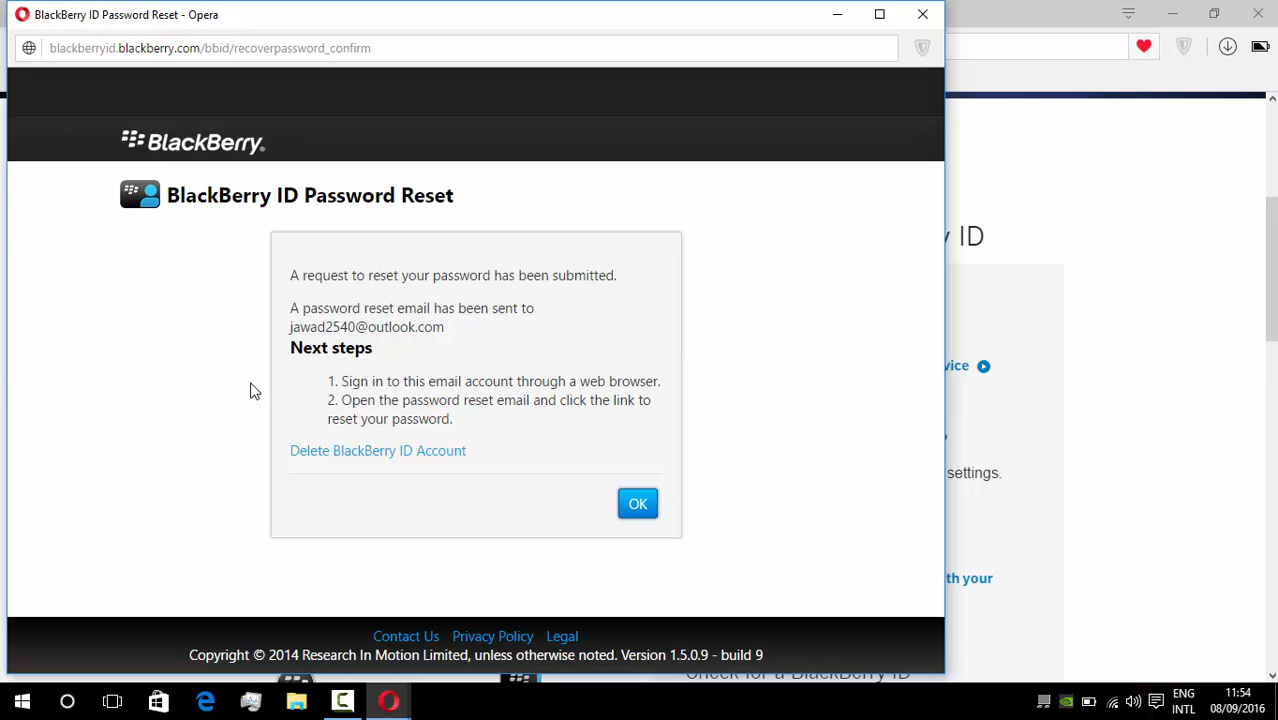 BlackBerry ID Password Reset - Opera
blackberryid.blackberry.com/bbid/recoverpassword_confirm
BlackBerry
BlackBerry ID Password Reset
A request to reset your password has been submitted.
A password reset email has been sent to
jawad2540@outlook.com
Next steps
1. Sign in to this email account through a web browser.
2. Open the password reset email and click the link to
reset your password.
Delete BlackBerry ID Account
OK
Contact Us Privacy Policy Legal
Copyright © 2014 Research In Motion Limited, unless otherwise noted. Version 1.5.0.9 - build 9
y ID
vice
settings.
th your
ENG
INTL
11:54
08/09/2016